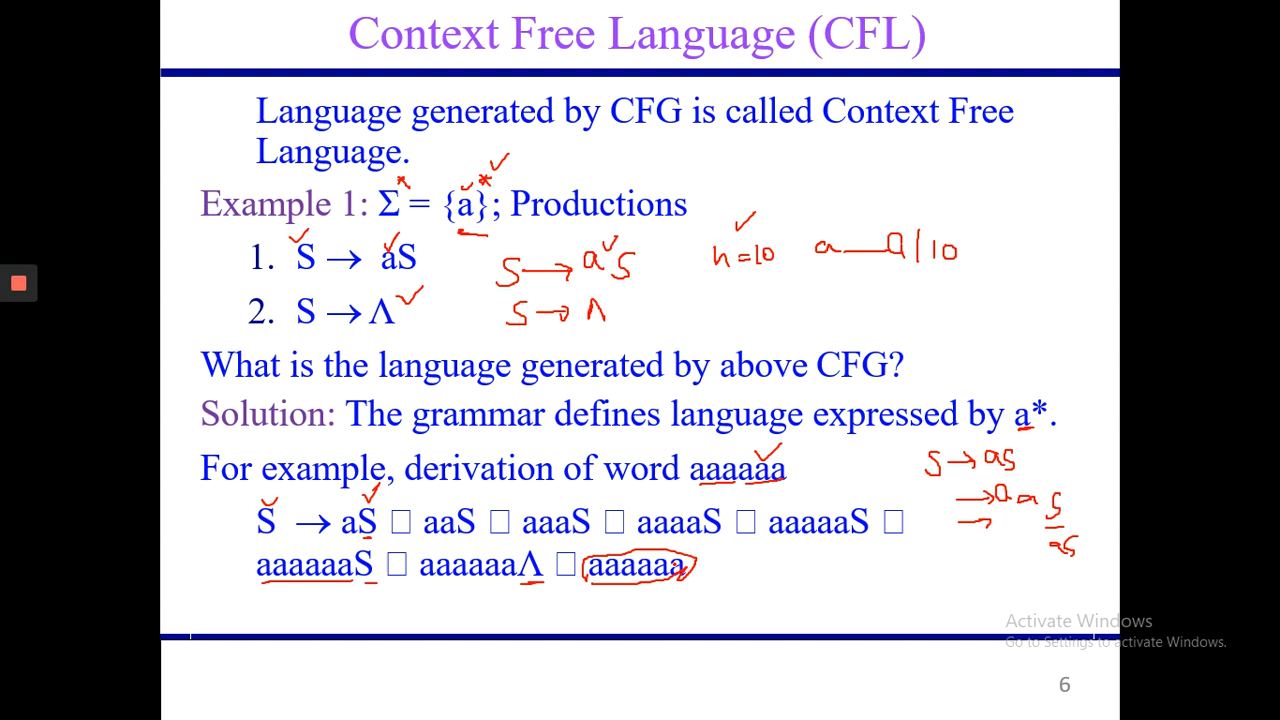 Context Free Language (CFL)
Language generated by CFG is called Context Free
Language.
Example 1: Σ* = {a}*; Productions
1. S → aS
S → aS
n = 10
a—a/10
2. S → Λ
S → Λ
What is the language generated by above CFG?
Solution: The grammar defines language expressed by a*.
For example, derivation of word aaaaaa
S → aS
→ aaS
→
aS
S → aS □ aaS □ aaaS □ aaaaS □ aaaaaS □
aaaaaaS □ aaaaaaΛ □ aaaaaa
Activate Windows
Go to Settings to activate Windows.
6